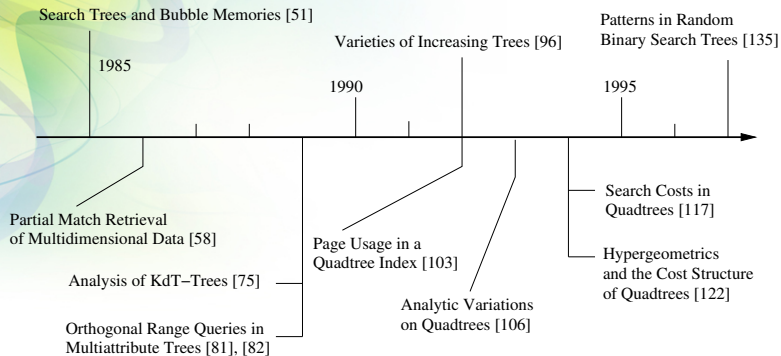 Search Trees and Bubble Memories [51]
Patterns in Random
Binary Search Trees [135]
Varieties of Increasing Trees [96]
1985
1990
1995
Partial Match Retrieval
of Multidimensional Data [58]
Analysis of KdT−Trees [75]
Orthogonal Range Queries in
Multiattribute Trees [81], [82]
Page Usage in a
Quadtree Index [103]
Analytic Variations
on Quadtrees [106]
Search Costs in
Quadtrees [117]
Hypergeometrics
and the Cost Structure
of Quadtrees [122]